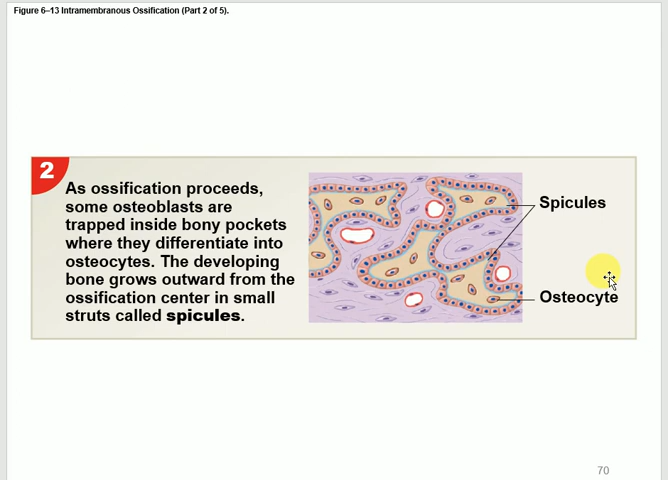 Figure 6–13 Intramembranous Ossification (Part 2 of 5).
2
As ossification proceeds,
some osteoblasts are
trapped inside bony pockets
where they differentiate into
osteocytes. The developing
bone grows outward from the
ossification center in small
struts called spicules.
Spicules
Osteocyte
70